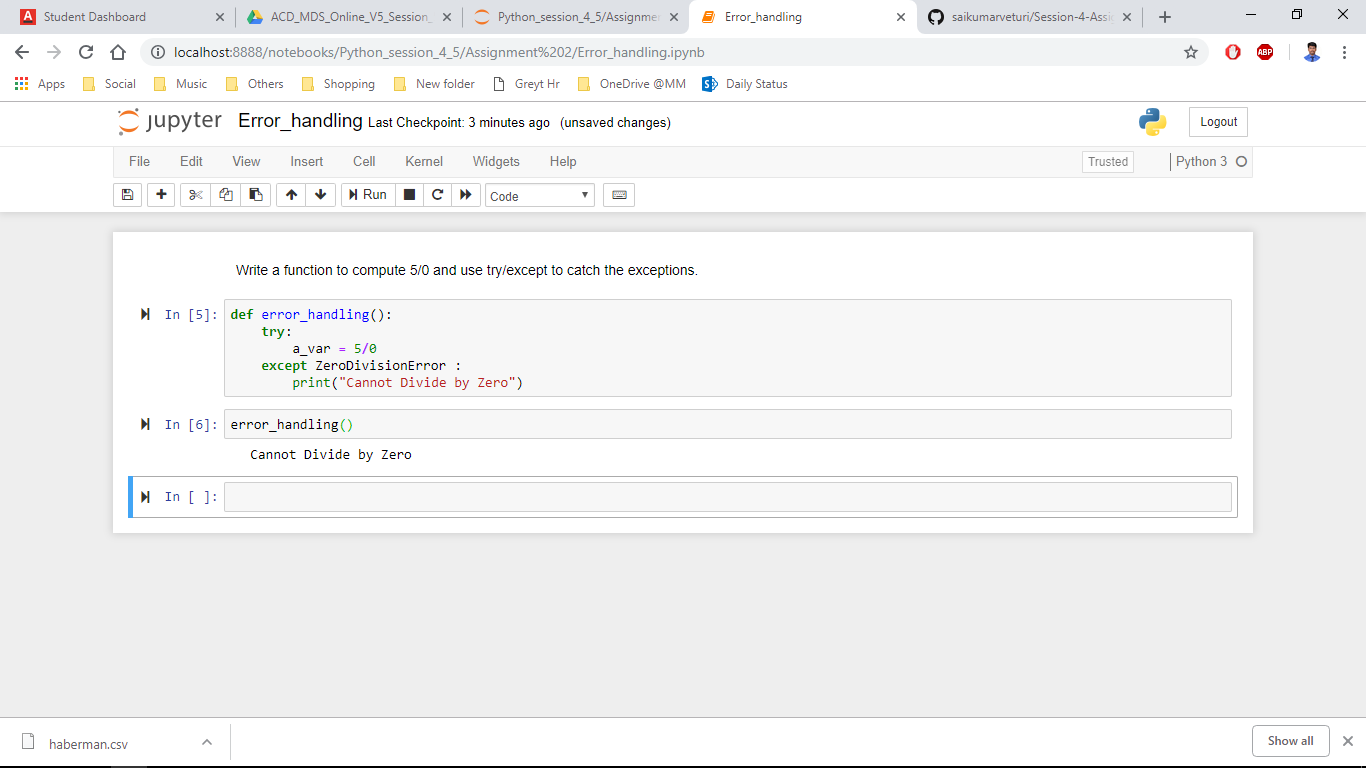 Student Dashboard
ACD_MDS_Online_V5_Session_
Python_session_4_5/Assignmen
Error_handling
saikumarveturi/Session-4-Assi
localhost:8888/notebooks/Python_session_4_5/Assignment%202/Error_handling.ipynb
ABP
Apps Social Music Others Shopping New folder Greyt Hr OneDrive @MM Daily Status
jupyter Error_handling Last Checkpoint: 3 minutes ago (unsaved changes)
Logout
File Edit View Insert Cell Kernel Widgets Help
Trusted
Python 3
Run
Code
Write a function to compute 5/0 and use try/except to catch the exceptions.
In [5]: def error_handling():
    try:
        a_var = 5/0
    except ZeroDivisionError :
        print("Cannot Divide by Zero")
In [6]: error_handling()
Cannot Divide by Zero
In [ ]:
haberman.csv
Show all